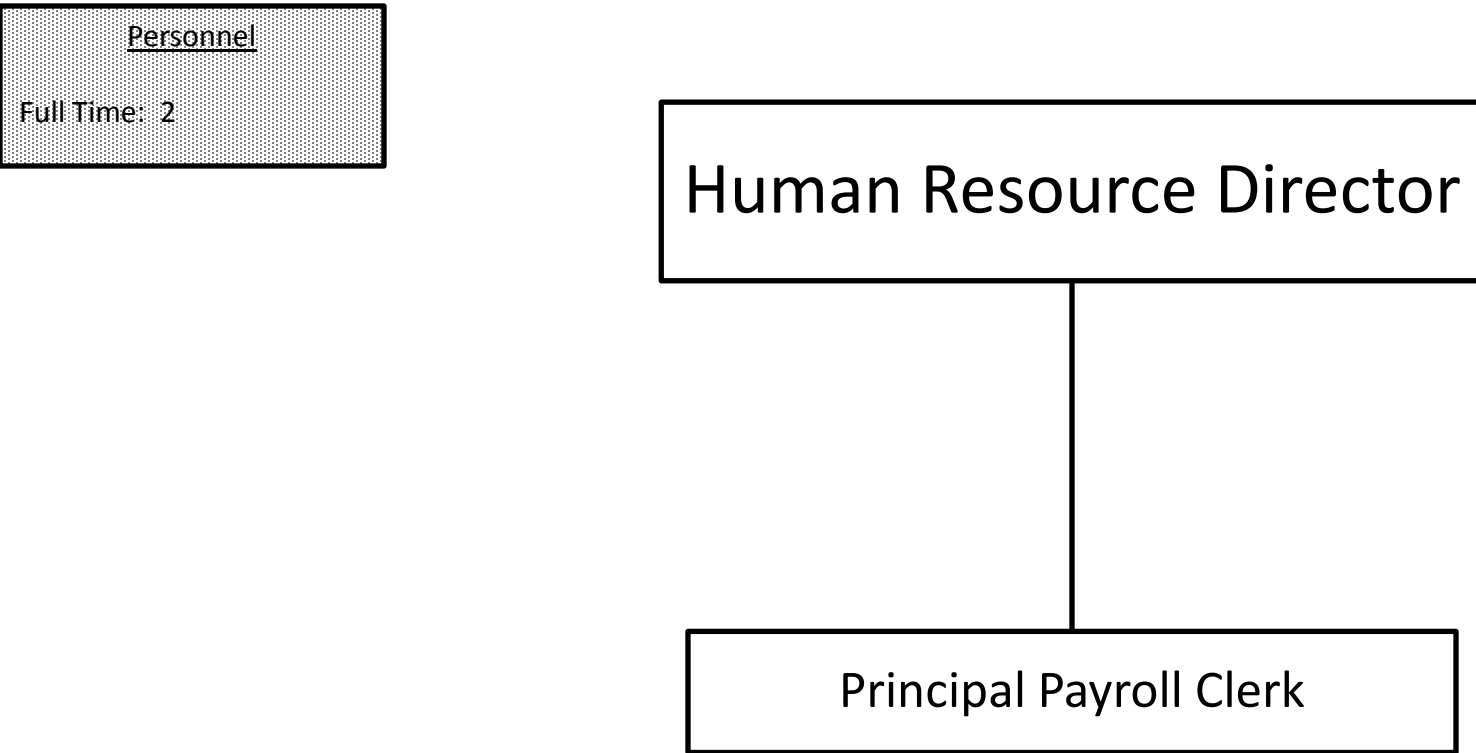 Personnel
Full Time: 2
Human Resource Director
Principal Payroll Clerk